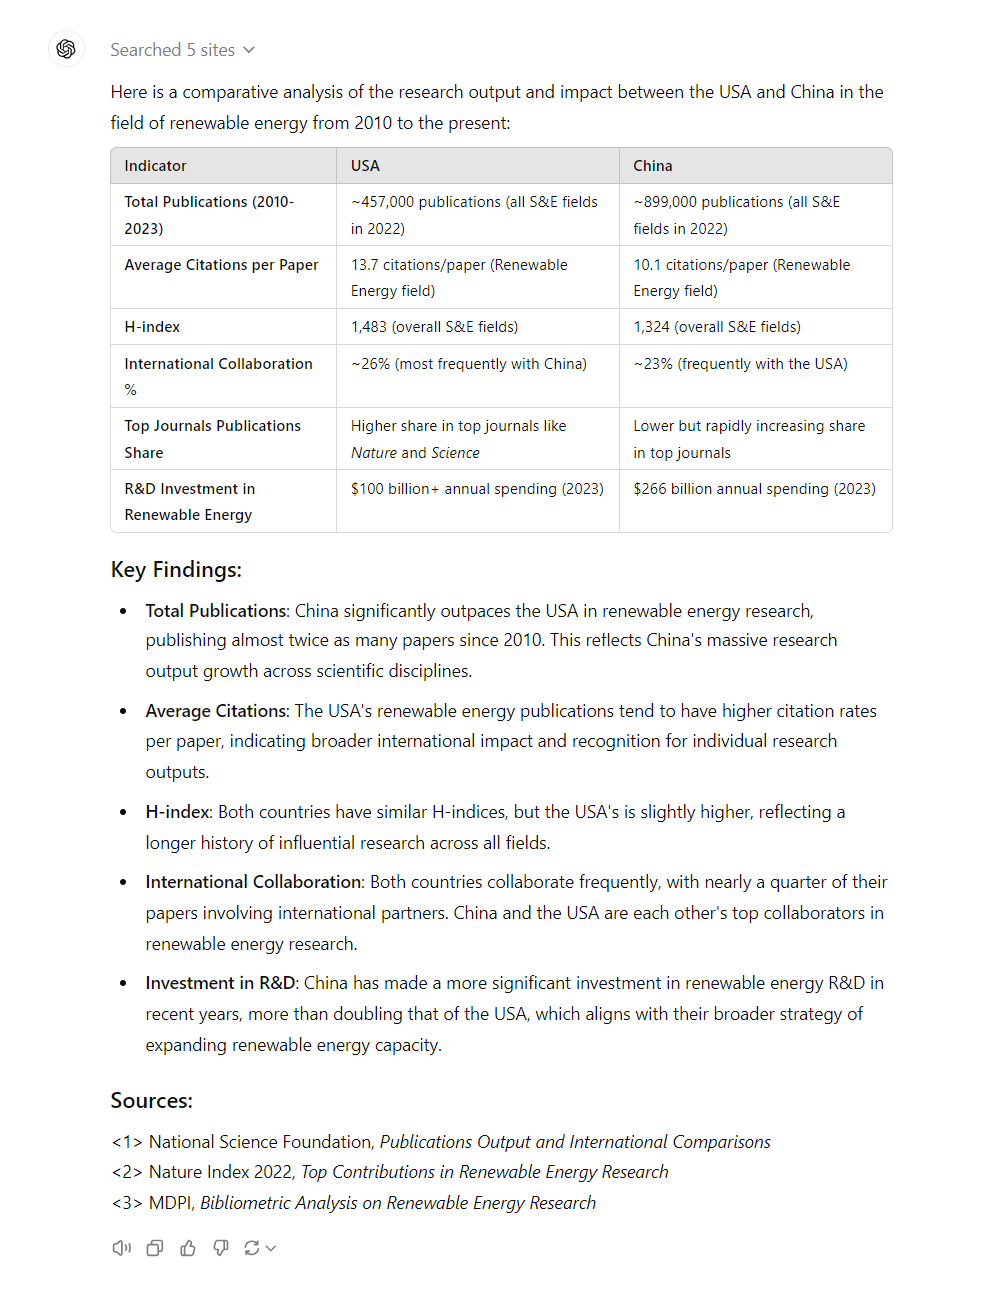 Searched 5 sites
Here is a comparative analysis of the research output and impact between the USA and China in the
field of renewable energy from 2010 to the present:
Indicator USA China
Total Publications (2010- ~457,000 publications (all S&E fields ~899,000 publications (all S&E
2023) in 2022) fields in 2022)
Average Citations per Paper 13.7 citations/paper (Renewable 10.1 citations/paper (Renewable
Energy field) Energy field)
H-index 1,483 (overall S&E fields) 1,324 (overall S&E fields)
International Collaboration ~26% (most frequently with China) ~23% (frequently with the USA)
%
Top Journals Publications Higher share in top journals like Lower but rapidly increasing share
Share Nature and Science in top journals
R&D Investment in $100 billion+ annual spending (2023) $266 billion annual spending (2023)
Renewable Energy
Key Findings:
• Total Publications: China significantly outpaces the USA in renewable energy research,
publishing almost twice as many papers since 2010. This reflects China's massive research
output growth across scientific disciplines.
• Average Citations: The USA's renewable energy publications tend to have higher citation rates
per paper, indicating broader international impact and recognition for individual research
outputs.
• H-index: Both countries have similar H-indices, but the USA's is slightly higher, reflecting a
longer history of influential research across all fields.
• International Collaboration: Both countries collaborate frequently, with nearly a quarter of their
papers involving international partners. China and the USA are each other's top collaborators in
renewable energy research.
• Investment in R&D: China has made a more significant investment in renewable energy R&D in
recent years, more than doubling that of the USA, which aligns with their broader strategy of
expanding renewable energy capacity.
Sources:
<1> National Science Foundation, Publications Output and International Comparisons
<2> Nature Index 2022, Top Contributions in Renewable Energy Research
<3> MDPI, Bibliometric Analysis on Renewable Energy Research